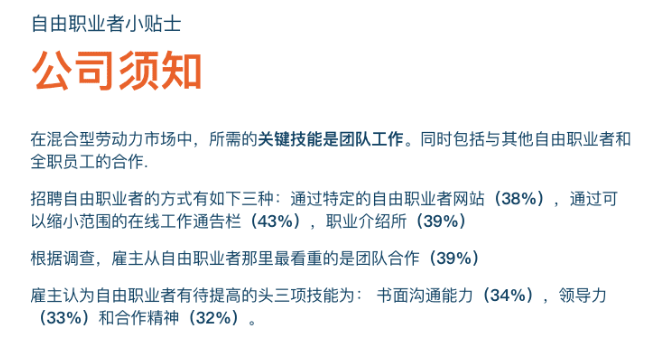 自由职业者小贴士
公司须知
在混合型劳动力市场中，所需的关键技能是团队工作。同时包括与其他自由职业者和
全职员工的合作.
招聘自由职业者的方式有如下三种：通过特定的自由职业者网站（38%），通过可
以缩小范围的在线工作通告栏（43%），职业介绍所（39%）
根据调查，雇主从自由职业者那里最看重的是团队合作（39%）
雇主认为自由职业者有待提高的头三项技能为： 书面沟通能力（34%），领导力
（33%）和合作精神（32%）。